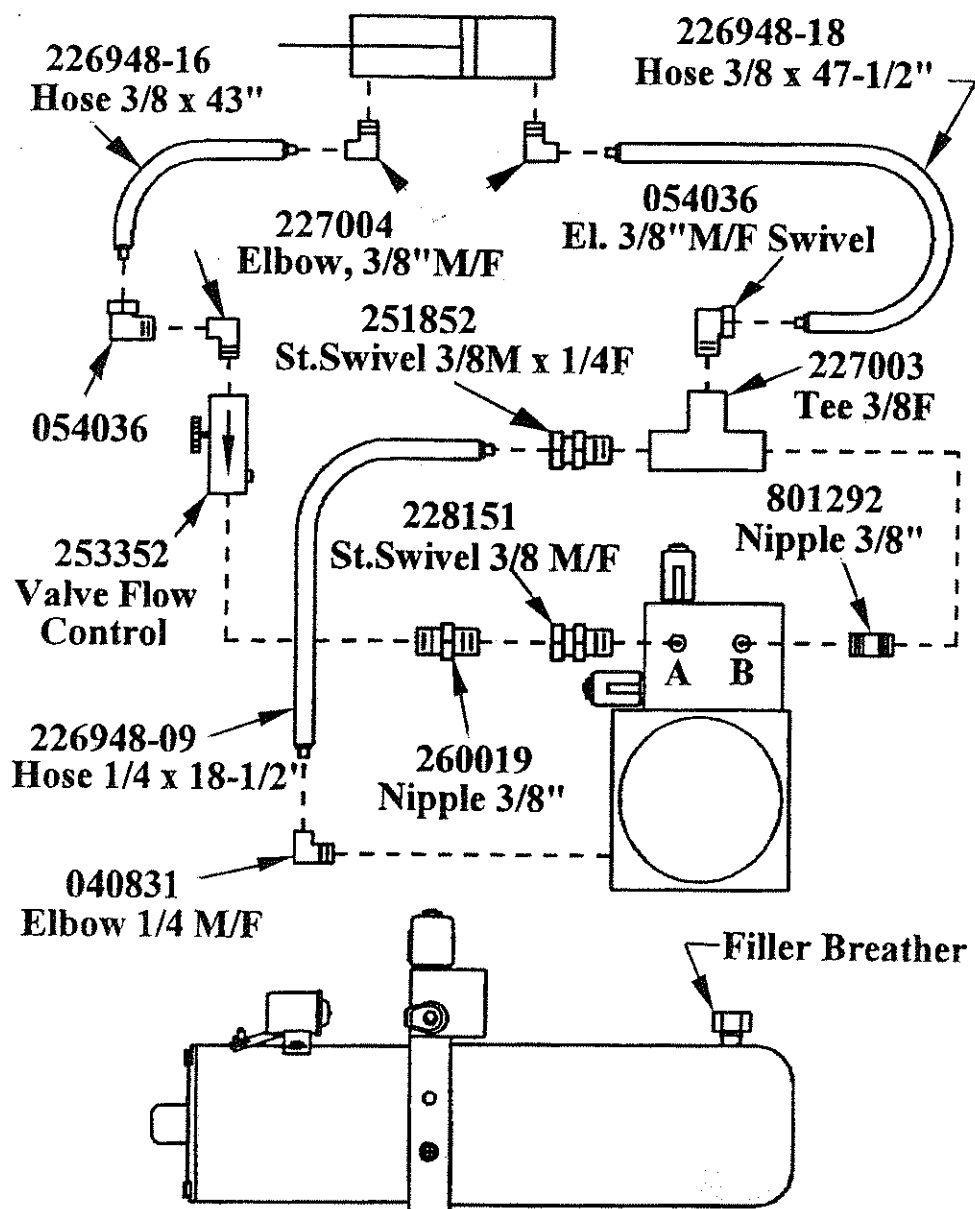 226948-16
Hose 3/8 x 43"
226948-18
Hose 3/8 x 47-1/2"
227004
Elbow, 3/8"M/F
054036
El. 3/8"M/F Swivel
251852
St.Swivel 3/8M x 1/4F
227003
Tee 3/8F
054036
253352
Valve Flow
Control
228151
St.Swivel 3/8 M/F
801292
Nipple 3/8"
A
B
226948-09
Hose 1/4 x 18-1/2"
260019
Nipple 3/8"
040831
Elbow 1/4 M/F
Filler Breather